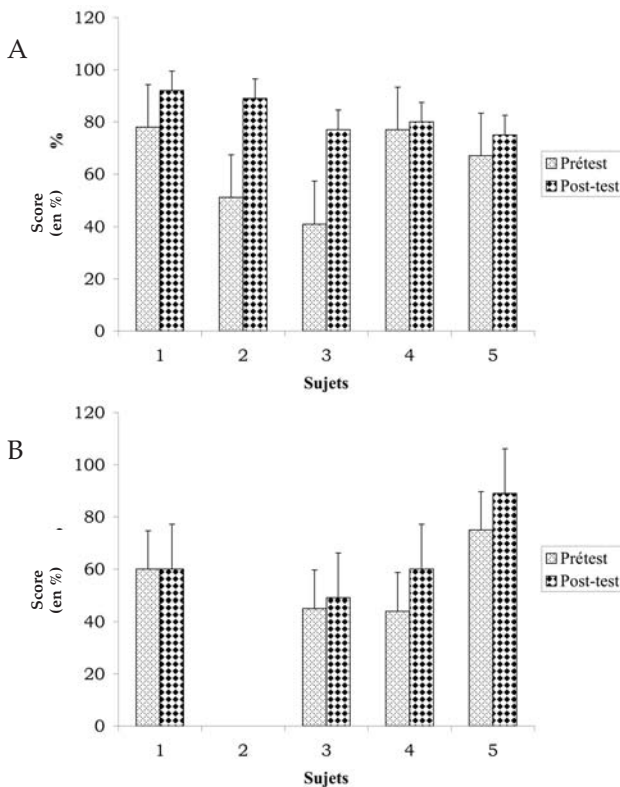 A
120
100
80
60
40
20
0
%
Score
(en %)
1 2 3 4 5
Sujets
Prétest
Post-test
B
120
100
80
60
40
20
0
Score
(en %)
1 2 3 4 5
Sujets
Prétest
Post-test